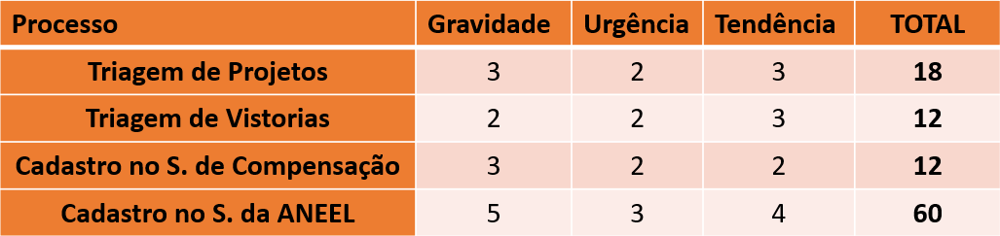 Processo Gravidade Urgência Tendência TOTAL
Triagem de Projetos 3 2 3 18
Triagem de Vistorias 2 2 3 12
Cadastro no S. de Compensação 3 2 2 12
Cadastro no S. da ANEEL 5 3 4 60